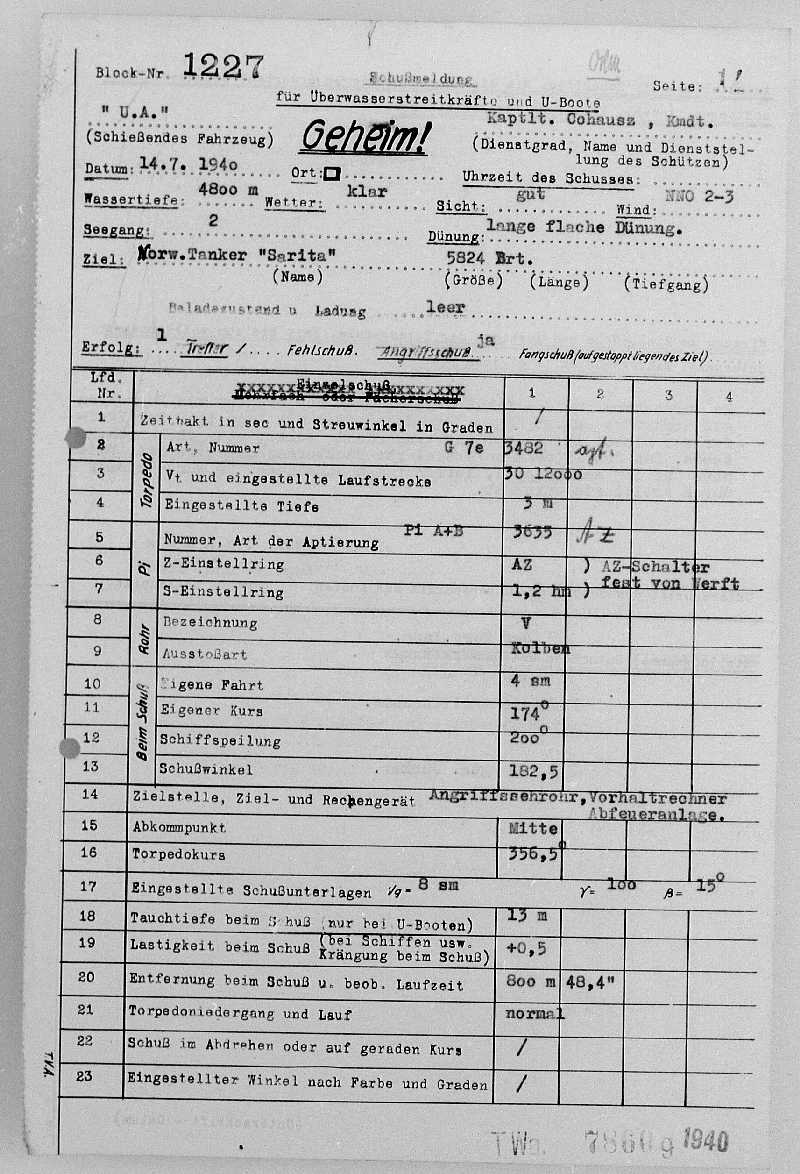 Block-Nr. 1227
Schußmeldung
Seite:
für Überwasserstreitkräfte und U-Boote
"U.A."
Geheim!
Kaptlt. Cohausz, Kmdt.
(Schießendes Fahrzeug)
(Dienstgrad, Name und Dienststel-
lung des Schützen)
Datum: 14.7. 1940 Ort: Uhrzeit des Schusses:
Wassertiefe: 4800 m Wetter: klar Sicht: gut Wind: NNO 2-3
Seegang: 2 Dünung: lange flache Dünung.
Ziel: Norw.Tanker "Sarita" 5824 Brt.
(Name) (Größe) (Länge) (Tiefgang)
Beladezustand u Ladung leer
Erfolg: 1 Treffer / Fehlschuß. Angriffsschuß ja Fangschuß (auf gestoppt liegendes Ziel).
Lfd. Nr. Einzelschuß 1 2 3 4
Mehrfach- oder Fächerschuß
1 Zeittakt in sec und Streuwinkel in Graden /
Torpedo
2 Art, Nummer G 7e 3482 agf.
3 Vt und eingestellte Laufstrecke 30 12000
4 Eingestellte Tiefe 3 m
Pi
5 Nummer, Art der Aptierung Pi A+B 3635 AZ
6 Z-Einstellring AZ ) AZ-Schalter
7 S-Einstellring 1,2 hm ) fest von Werft
Rohr
8 Bezeichnung V
9 Ausstoßart Kolben
Beim Schuß
10 Eigene Fahrt 4 sm
11 Eigener Kurs 174°
12 Schiffspeilung 200°
13 Schußwinkel 182,5
14 Zielstelle, Ziel- und Rechengerät Angriffssehrohr,Vorhaltrechner
Abfeueranlage.
15 Abkommpunkt Mitte
16 Torpedokurs 356,5°
17 Eingestellte Schußunterlagen Vg= 8 sm γ= 100 β= 15°
18 Tauchtiefe beim Schuß (nur bei U-Booten) 13 m
19 Lastigkeit beim Schuß (bei Schiffen usw. Krängung beim Schuß) +0,5
20 Entfernung beim Schuß u. beob. Laufzeit 800 m 48,4"
21 Torpedoniedergang und Lauf normal
22 Schuß im Abdrehen oder auf geraden Kurs /
23 Eingestellter Winkel nach Farbe und Graden /
TVA
TWa. 7860g 1940